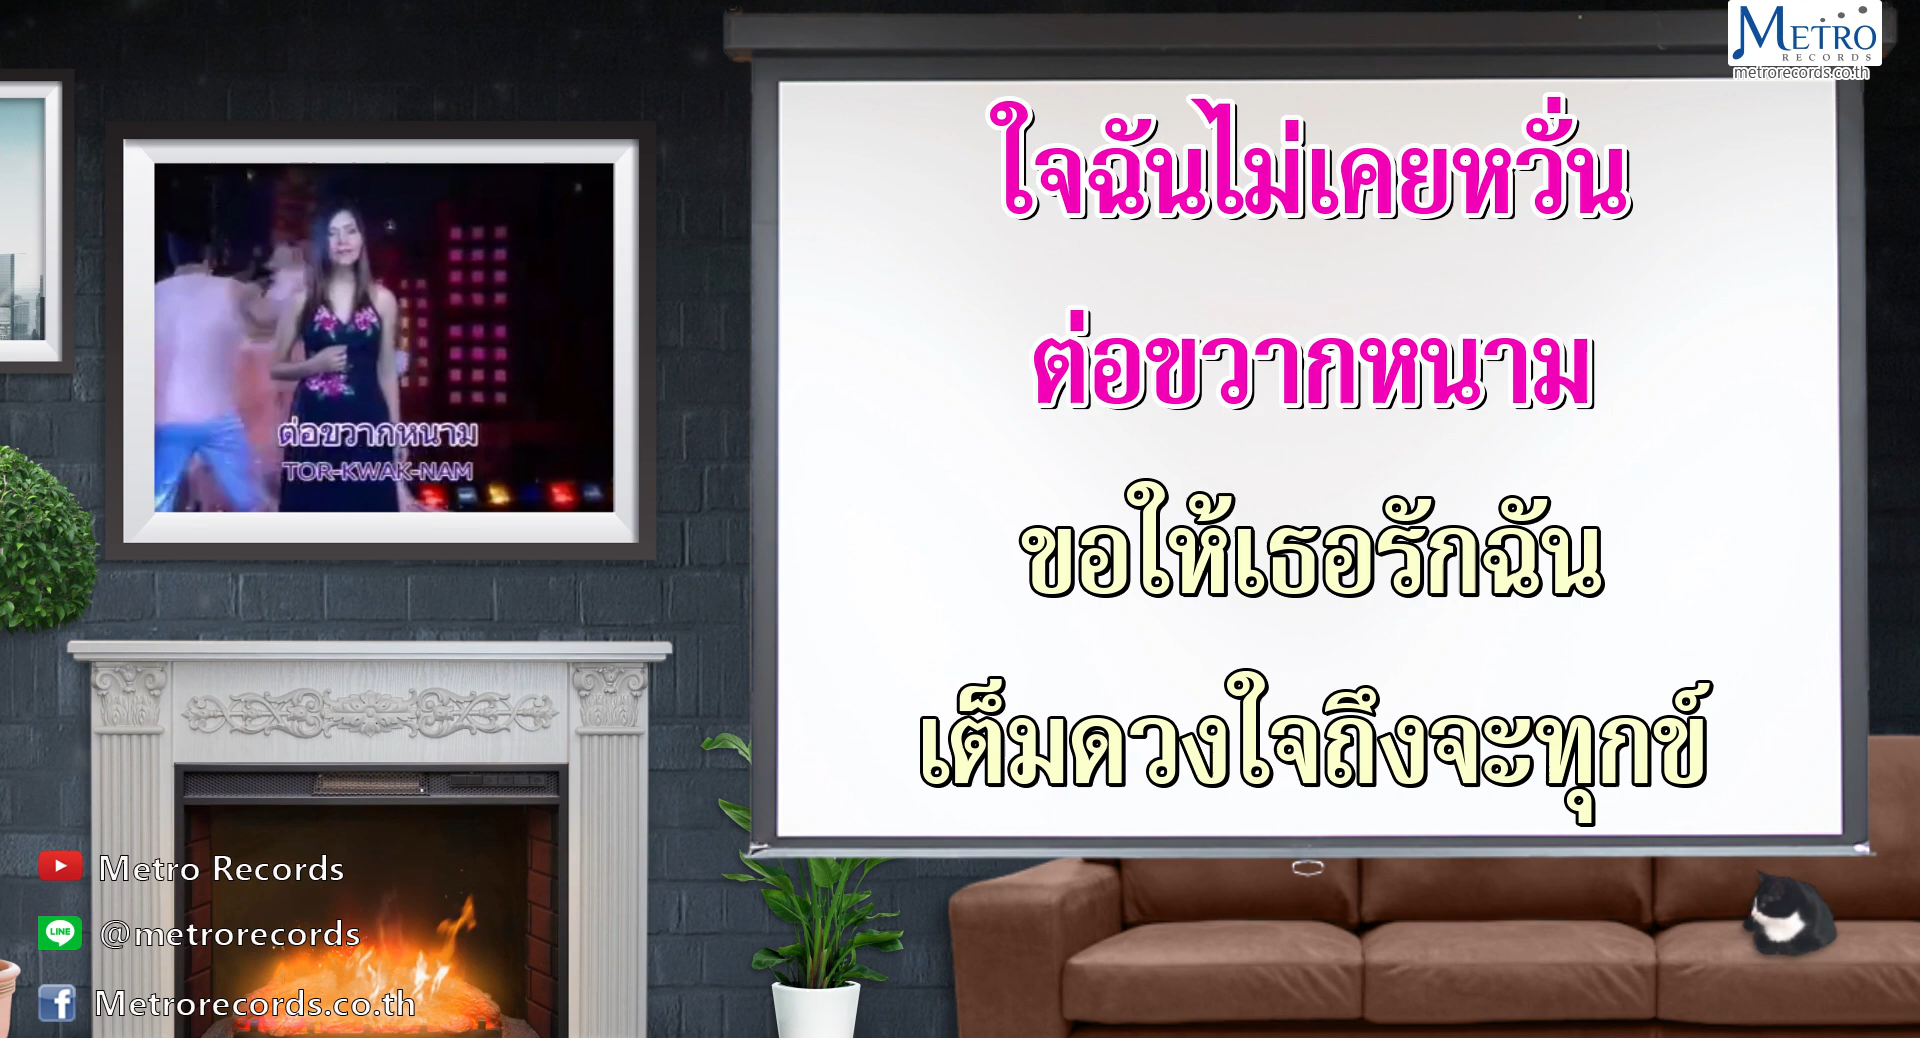 METRO
RECORDS
metrorecords.co.th
ใจฉันไม่เคยหวั่น
ต่อขวากหนาม
ขอให้เธอรักฉัน
เต็มดวงใจถึงจะทุกข์
ต่อขวากหนาม
TOR-KWAK-NAM
Metro Records
LINE
@metrorecords
f
Metrorecords.co.th